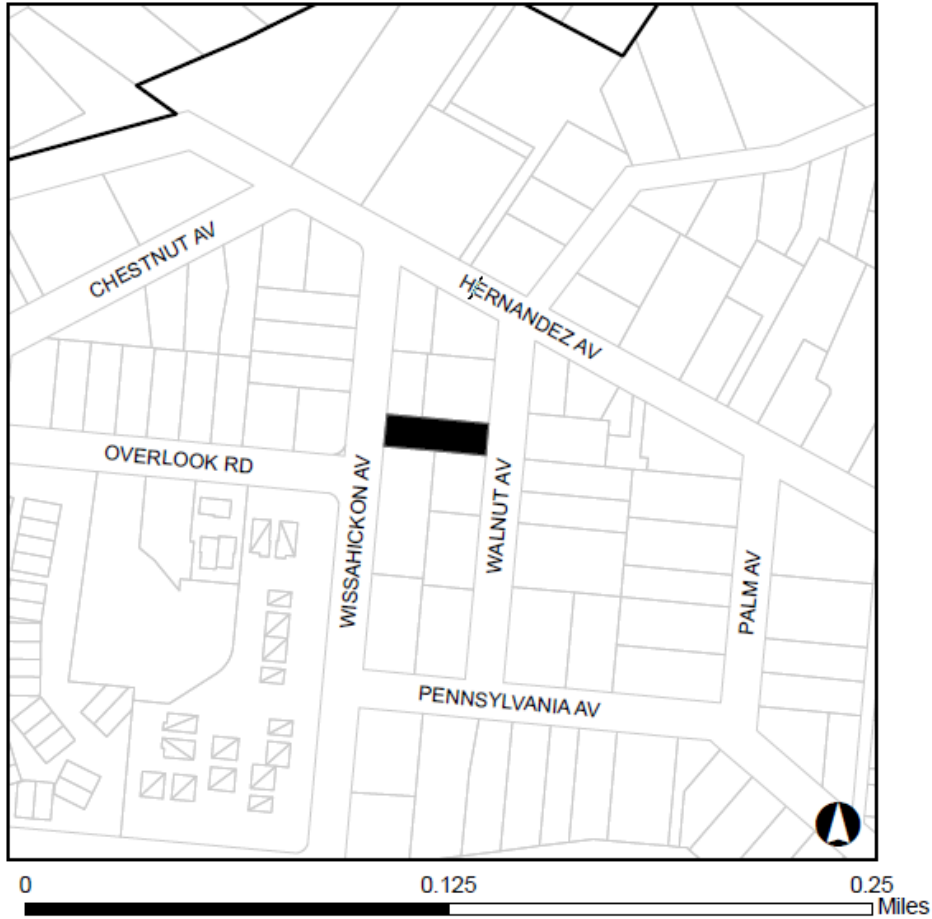 CHESTNUT AV
HERNANDEZ AV
OVERLOOK RD
WISSAHICKON AV
WALNUT AV
PALM AV
PENNSYLVANIA AV
0 0.125 0.25
Miles